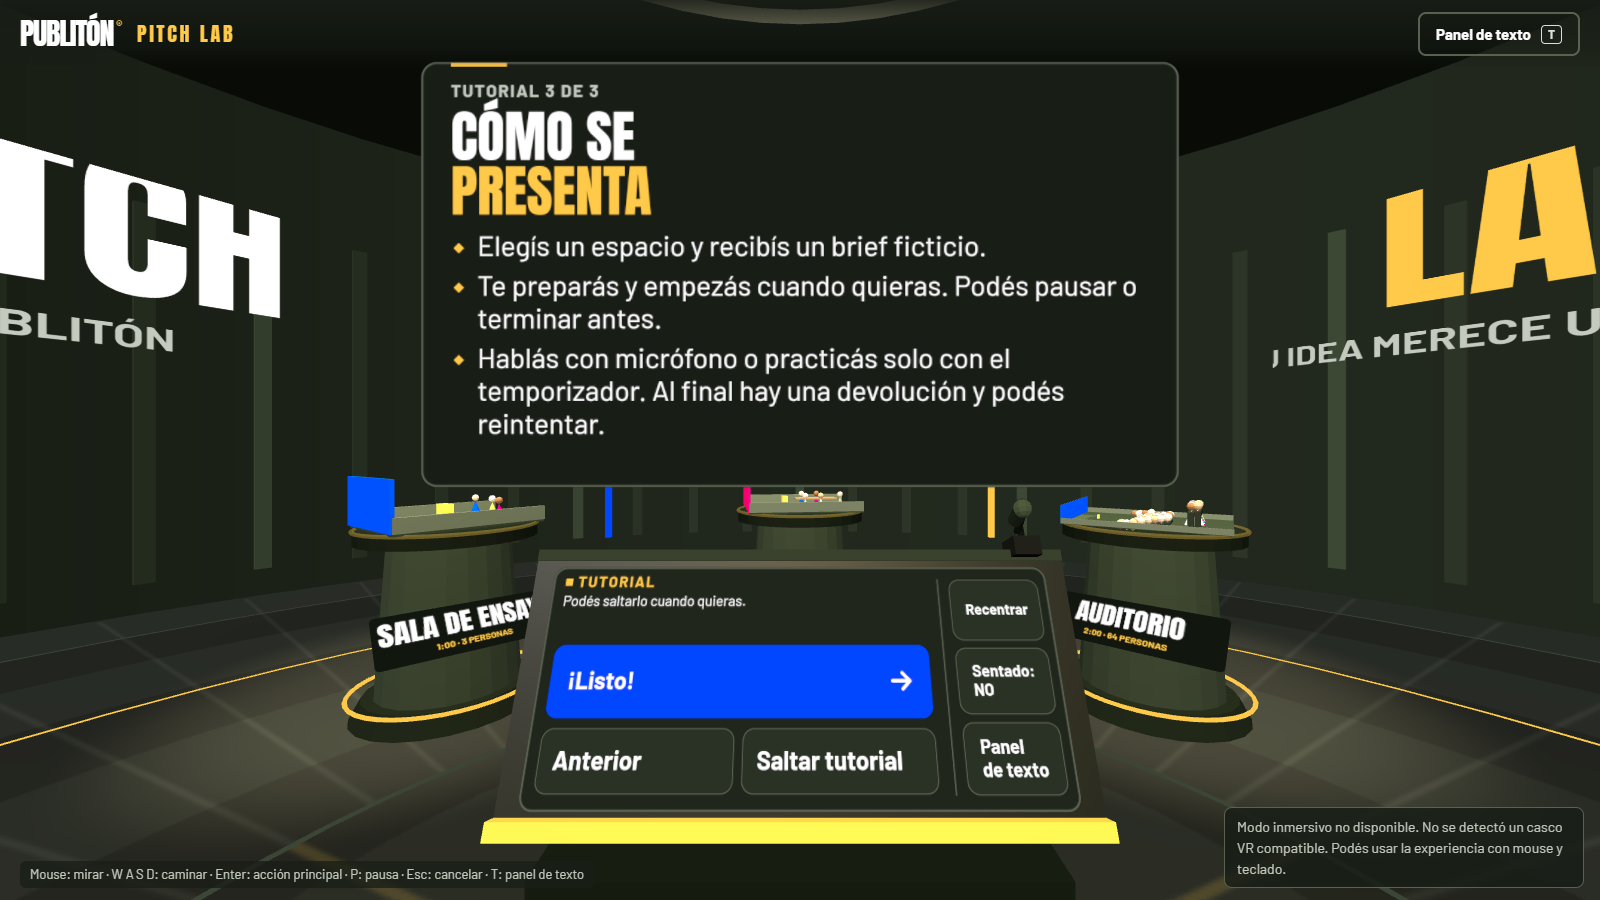 PUBLITÓN PITCH LAB
Panel de texto T
TUTORIAL 3 DE 3
CÓMO SE
PRESENTA
Elegís un espacio y recibís un brief ficticio.
Te preparás y empezás cuando quieras. Podés pausar o
terminar antes.
Hablás con micrófono o practicás solo con el
temporizador. Al final hay una devolución y podés
reintentar.
TCH
BLITÓN
LA
IDEA MERECE U
SALA DE ENSAY
1:00 · 3 PERSONAS
AUDITORIO
2:00 · 64 PERSONAS
TUTORIAL
Podés saltarlo cuando quieras.
¡Listo!
Anterior
Saltar tutorial
Recentrar
Sentado:
NO
Panel
de texto
Mouse: mirar · W A S D: caminar · Enter: acción principal · P: pausa · Esc: cancelar · T: panel de texto
Modo inmersivo no disponible. No se detectó un casco
VR compatible. Podés usar la experiencia con mouse y
teclado.